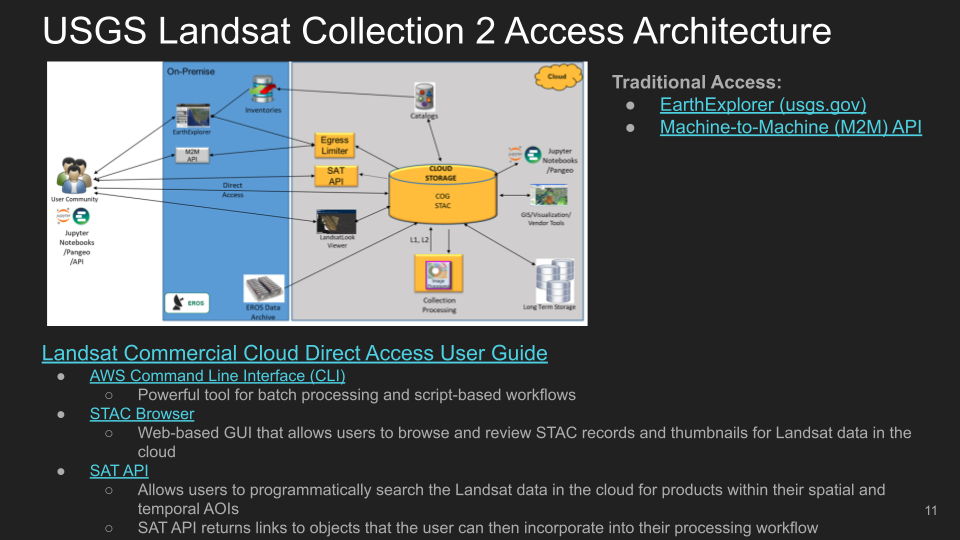 USGS Landsat Collection 2 Access Architecture
On-Premise
Cloud
Inventories
Catalogs
EarthExplorer
M2M
API
Egress
Limiter
SAT
API
CLOUD
STORAGE
COG
STAC
Jupyter
Notebooks
/Pangeo
User Community
Direct
Access
Jupyter
Notebooks
/Pangeo
/API
LandsatLook
Viewer
GIS/Visualization/
Vendor Tools
L1, L2
Image
EROS
EROS Data
Archive
Collection
Processing
Long Term Storage
Traditional Access:
● EarthExplorer (usgs.gov)
● Machine-to-Machine (M2M) API
Landsat Commercial Cloud Direct Access User Guide
● AWS Command Line Interface (CLI)
○ Powerful tool for batch processing and script-based workflows
● STAC Browser
○ Web-based GUI that allows users to browse and review STAC records and thumbnails for Landsat data in the
cloud
● SAT API
○ Allows users to programmatically search the Landsat data in the cloud for products within their spatial and
temporal AOIs
○ SAT API returns links to objects that the user can then incorporate into their processing workflow
11